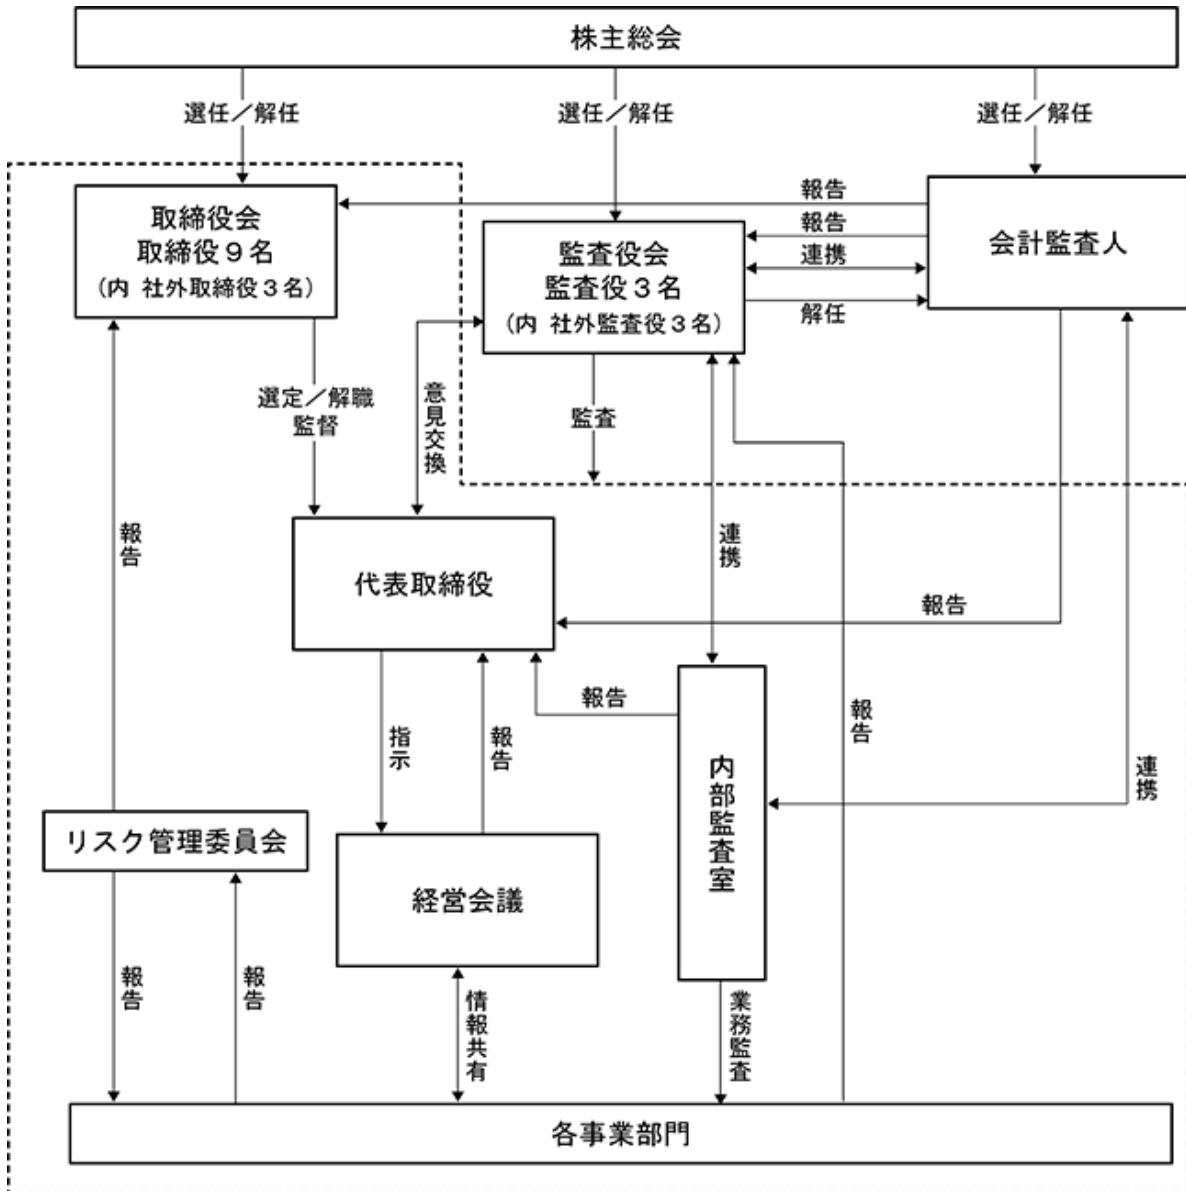 株主総会
選任／解任
選任／解任
選任／解任
取締役会
取締役９名
（内 社外取締役３名）
監査役会
監査役３名
（内 社外監査役３名）
会計監査人
報告
報告
連携
解任
選定／解職
監督
意見交換
監査
報告
連携
代表取締役
報告
報告
指示
報告
報告
連携
内部監査室
リスク管理委員会
経営会議
報告
報告
情報共有
業務監査
各事業部門